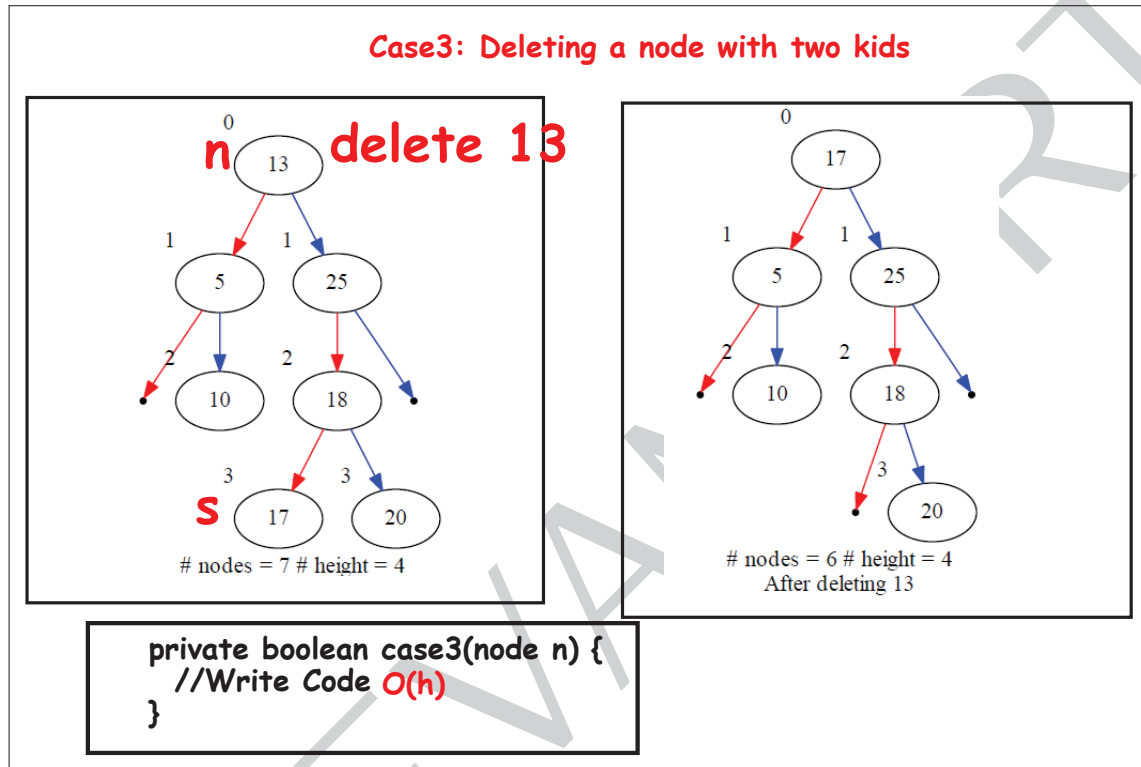 Case3: Deleting a node with two kids
0
n 13 delete 13
1 1
5 25
2 2
10 18
3 3
s 17 20
# nodes = 7 # height = 4
0
17
1 1
5 25
2 2
10 18
3
20
# nodes = 6 # height = 4
After deleting 13
private boolean case3(node n) {
//Write Code O(h)
}